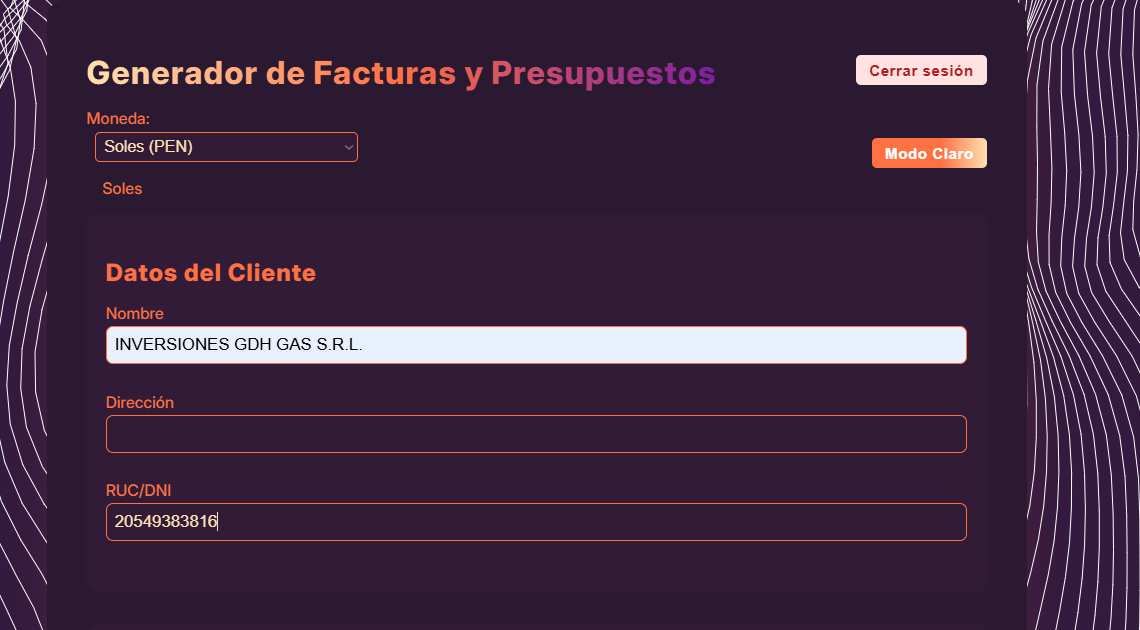 Generador de Facturas y Presupuestos
Cerrar sesión
Moneda:
Soles (PEN)
Modo Claro
Soles
Datos del Cliente
Nombre
INVERSIONES GDH GAS S.R.L.
Dirección
RUC/DNI
20549383816